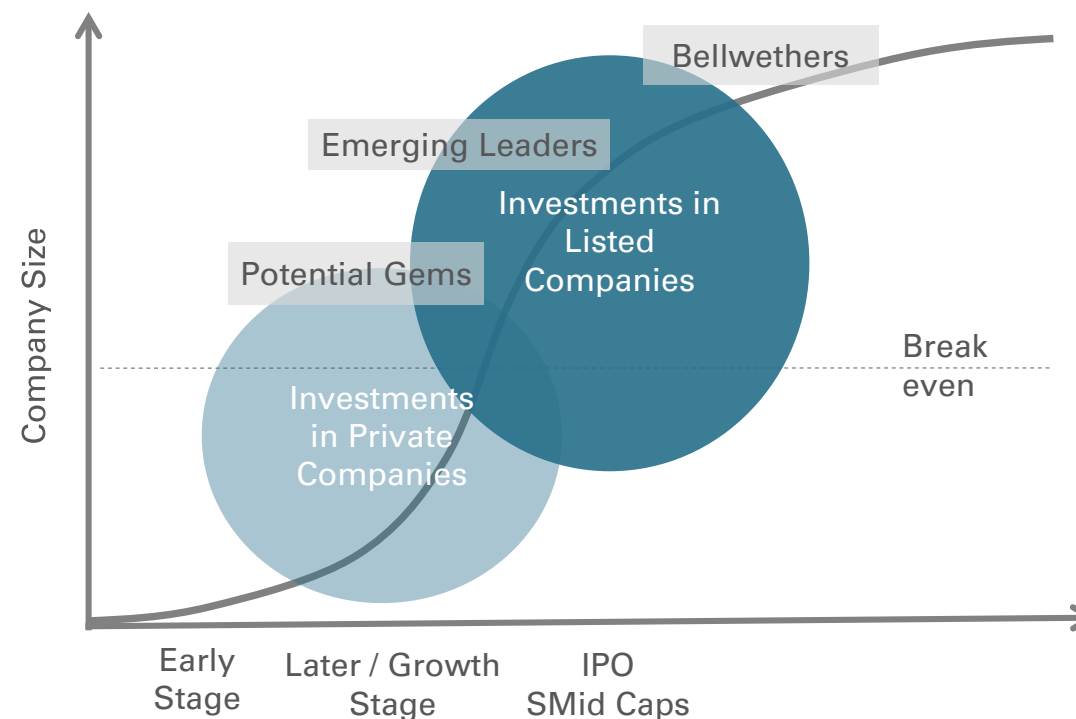 Bellwethers
Emerging Leaders
Investments in
Listed
Companies
Potential Gems
Company Size
Break
even
Investments
in Private
Companies
Early
Stage
Later / Growth
Stage
IPO
SMid Caps